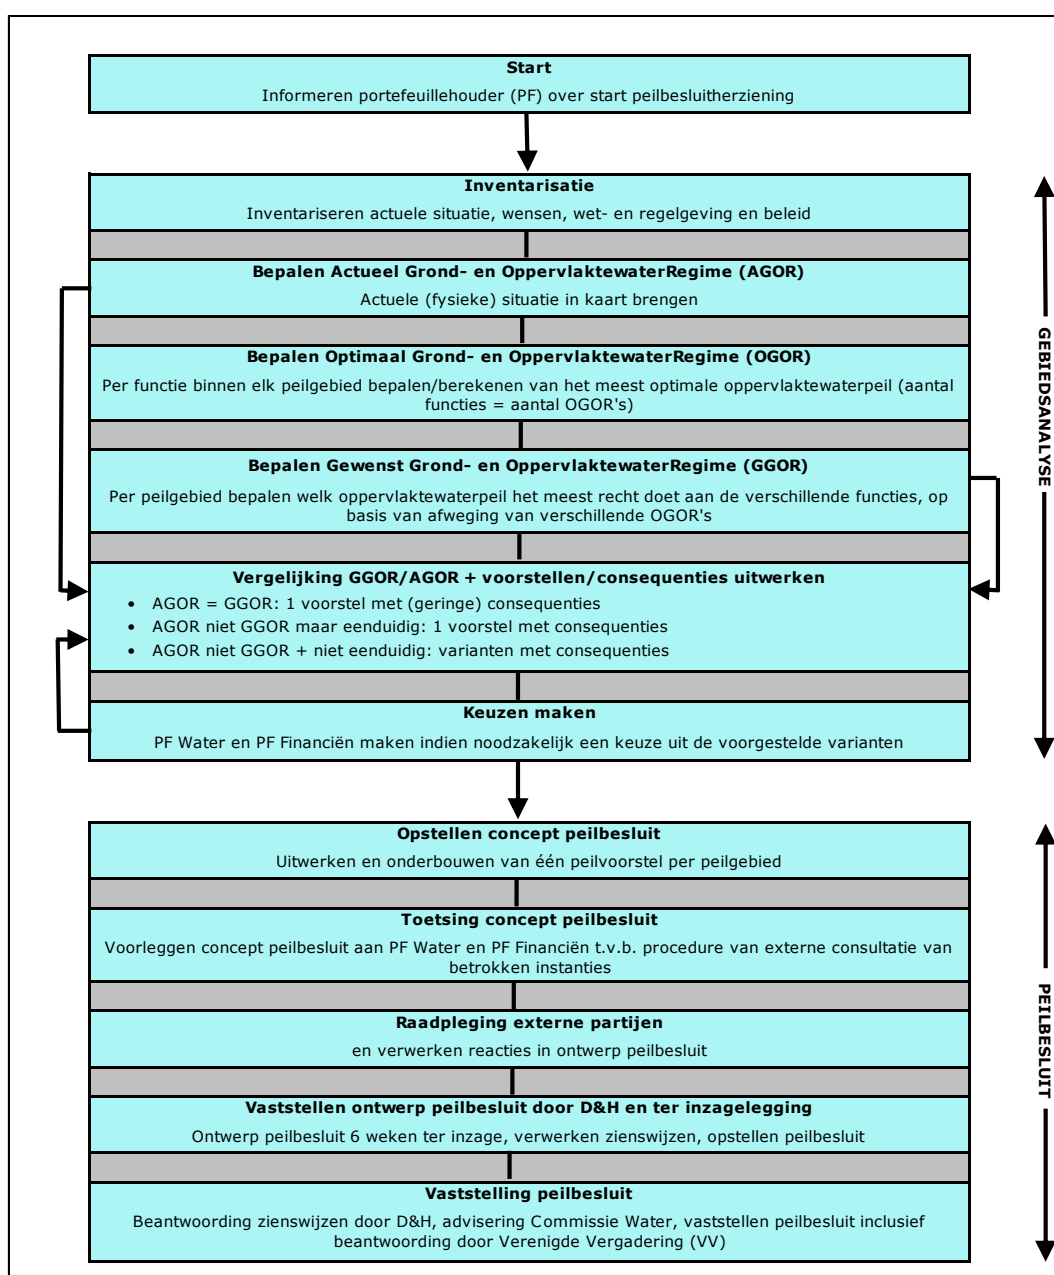 Start
Informeren portefeuillehouder (PF) over start peilbesluitherziening
Inventarisatie
Inventariseren actuele situatie, wensen, wet- en regelgeving en beleid
Bepalen Actueel Grond- en OppervlaktewaterRegime (AGOR)
Actuele (fysieke) situatie in kaart brengen
Bepalen Optimaal Grond- en OppervlaktewaterRegime (OGOR)
Per functie binnen elk peilgebied bepalen/berekenen van het meest optimale oppervlaktewaterpeil (aantal
functies = aantal OGOR's)
Bepalen Gewenst Grond- en OppervlaktewaterRegime (GGOR)
Per peilgebied bepalen welk oppervlaktewaterpeil het meest recht doet aan de verschillende functies, op
basis van afweging van verschillende OGOR's
Vergelijking GGOR/AGOR + voorstellen/consequenties uitwerken
• AGOR = GGOR: 1 voorstel met (geringe) consequenties
• AGOR niet GGOR maar eenduidig: 1 voorstel met consequenties
• AGOR niet GGOR + niet eenduidig: varianten met consequenties
Keuzen maken
PF Water en PF Financiën maken indien noodzakelijk een keuze uit de voorgestelde varianten
GEBIEDSANALYSE
Opstellen concept peilbesluit
Uitwerken en onderbouwen van één peilvoorstel per peilgebied
Toetsing concept peilbesluit
Voorleggen concept peilbesluit aan PF Water en PF Financiën t.v.b. procedure van externe consultatie van
betrokken instanties
Raadpleging externe partijen
en verwerken reacties in ontwerp peilbesluit
Vaststellen ontwerp peilbesluit door D&H en ter inzagelegging
Ontwerp peilbesluit 6 weken ter inzage, verwerken zienswijzen, opstellen peilbesluit
Vaststelling peilbesluit
Beantwoording zienswijzen door D&H, advisering Commissie Water, vaststellen peilbesluit inclusief
beantwoording door Verenigde Vergadering (VV)
PEILBESLUIT